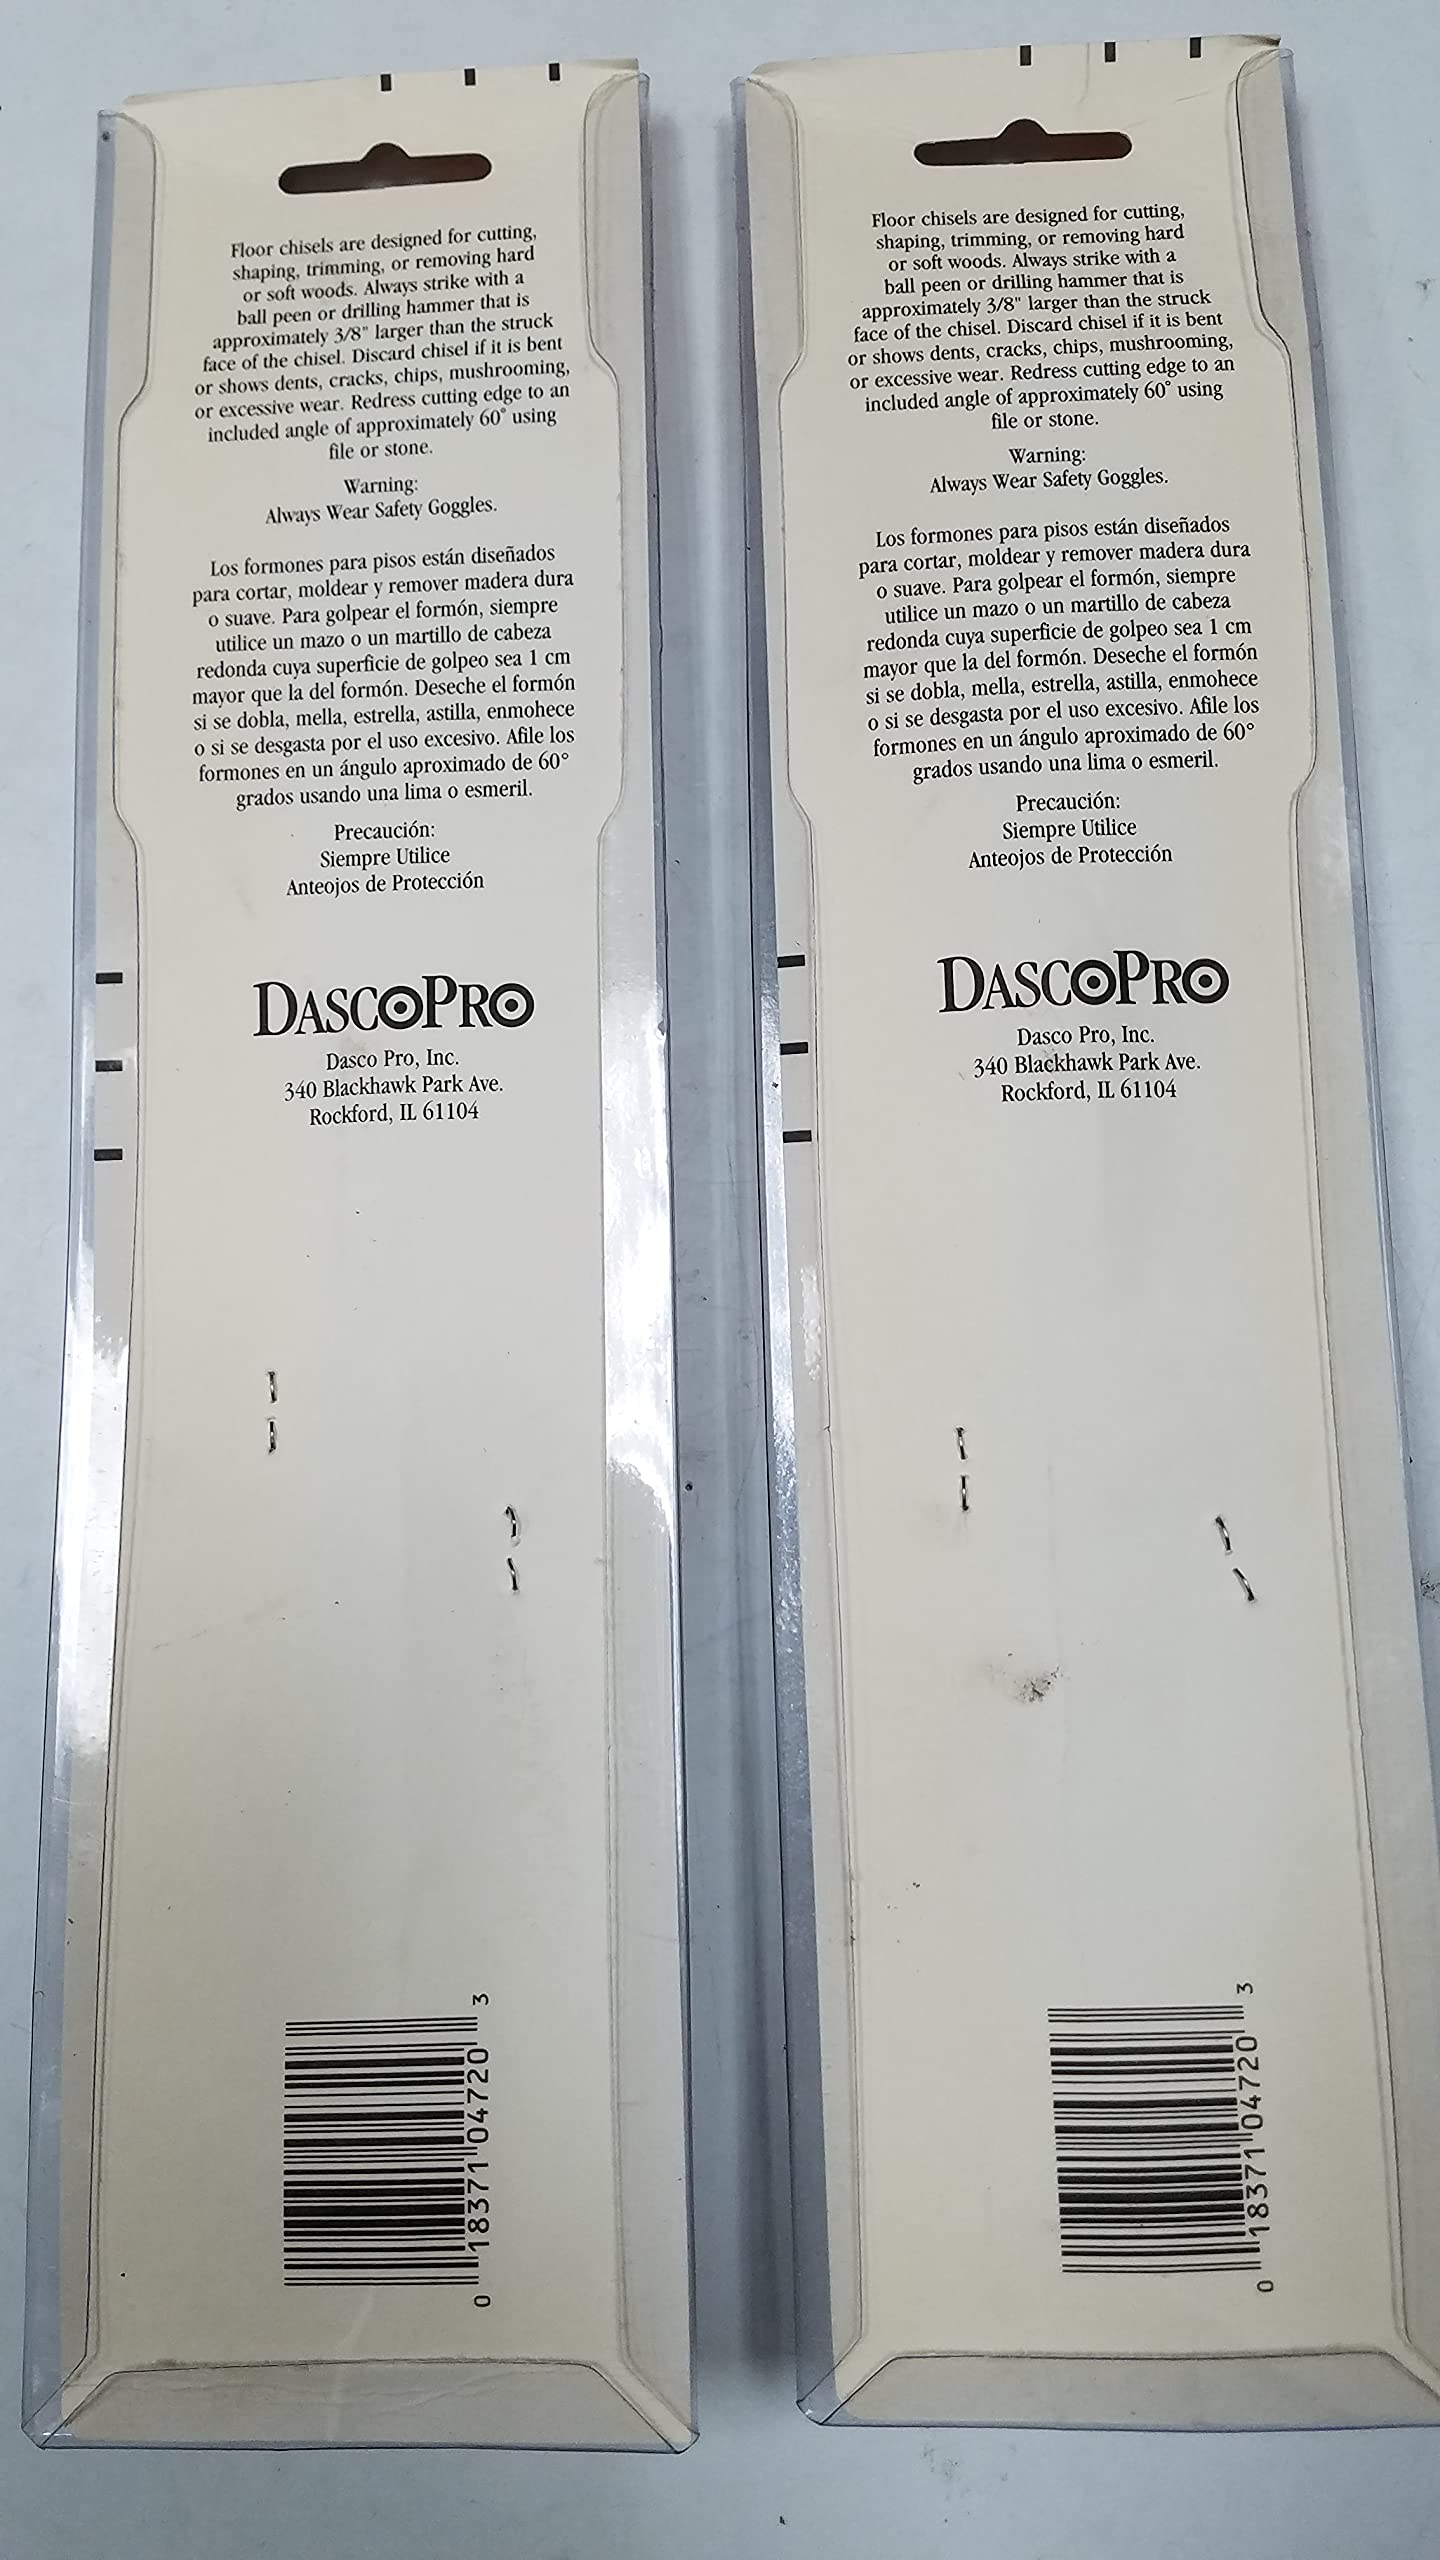 Floor chisels are designed for cutting,
shaping, trimming, or removing hard
or soft woods. Always strike with a
ball peen or drilling hammer that is
approximately 3/8" larger than the struck
face of the chisel. Discard chisel if it is bent
or shows dents, cracks, chips, mushrooming,
or excessive wear. Redress cutting edge to an
included angle of approximately 60° using
file or stone.
Warning:
Always Wear Safety Goggles.
Los formones para pisos están diseñados
para cortar, moldear y remover madera dura
o suave. Para golpear el formón, siempre
utilice un mazo o un martillo de cabeza
redonda cuya superficie de golpeo sea 1 cm
mayor que la del formón. Deseche el formón
si se dobla, mella, estrella, astilla, enmohece
o si se desgasta por el uso excesivo. Afile los
formones en un ángulo aproximado de 60°
grados usando una lima o esmeril.
Precaución:
Siempre Utilice
Anteojos de Protección
DASCOPRO
Dasco Pro, Inc.
340 Blackhawk Park Ave.
Rockford, IL 61104
0 18371 04720 3
Floor chisels are designed for cutting,
shaping, trimming, or removing hard
or soft woods. Always strike with a
ball peen or drilling hammer that is
approximately 3/8" larger than the struck
face of the chisel. Discard chisel if it is bent
or shows dents, cracks, chips, mushrooming,
or excessive wear. Redress cutting edge to an
included angle of approximately 60° using
file or stone.
Warning:
Always Wear Safety Goggles.
Los formones para pisos están diseñados
para cortar, moldear y remover madera dura
o suave. Para golpear el formón, siempre
utilice un mazo o un martillo de cabeza
redonda cuya superficie de golpeo sea 1 cm
mayor que la del formón. Deseche el formón
si se dobla, mella, estrella, astilla, enmohece
o si se desgasta por el uso excesivo. Afile los
formones en un ángulo aproximado de 60°
grados usando una lima o esmeril.
Precaución:
Siempre Utilice
Anteojos de Protección
DASCOPRO
Dasco Pro, Inc.
340 Blackhawk Park Ave.
Rockford, IL 61104
0 18371 04720 3